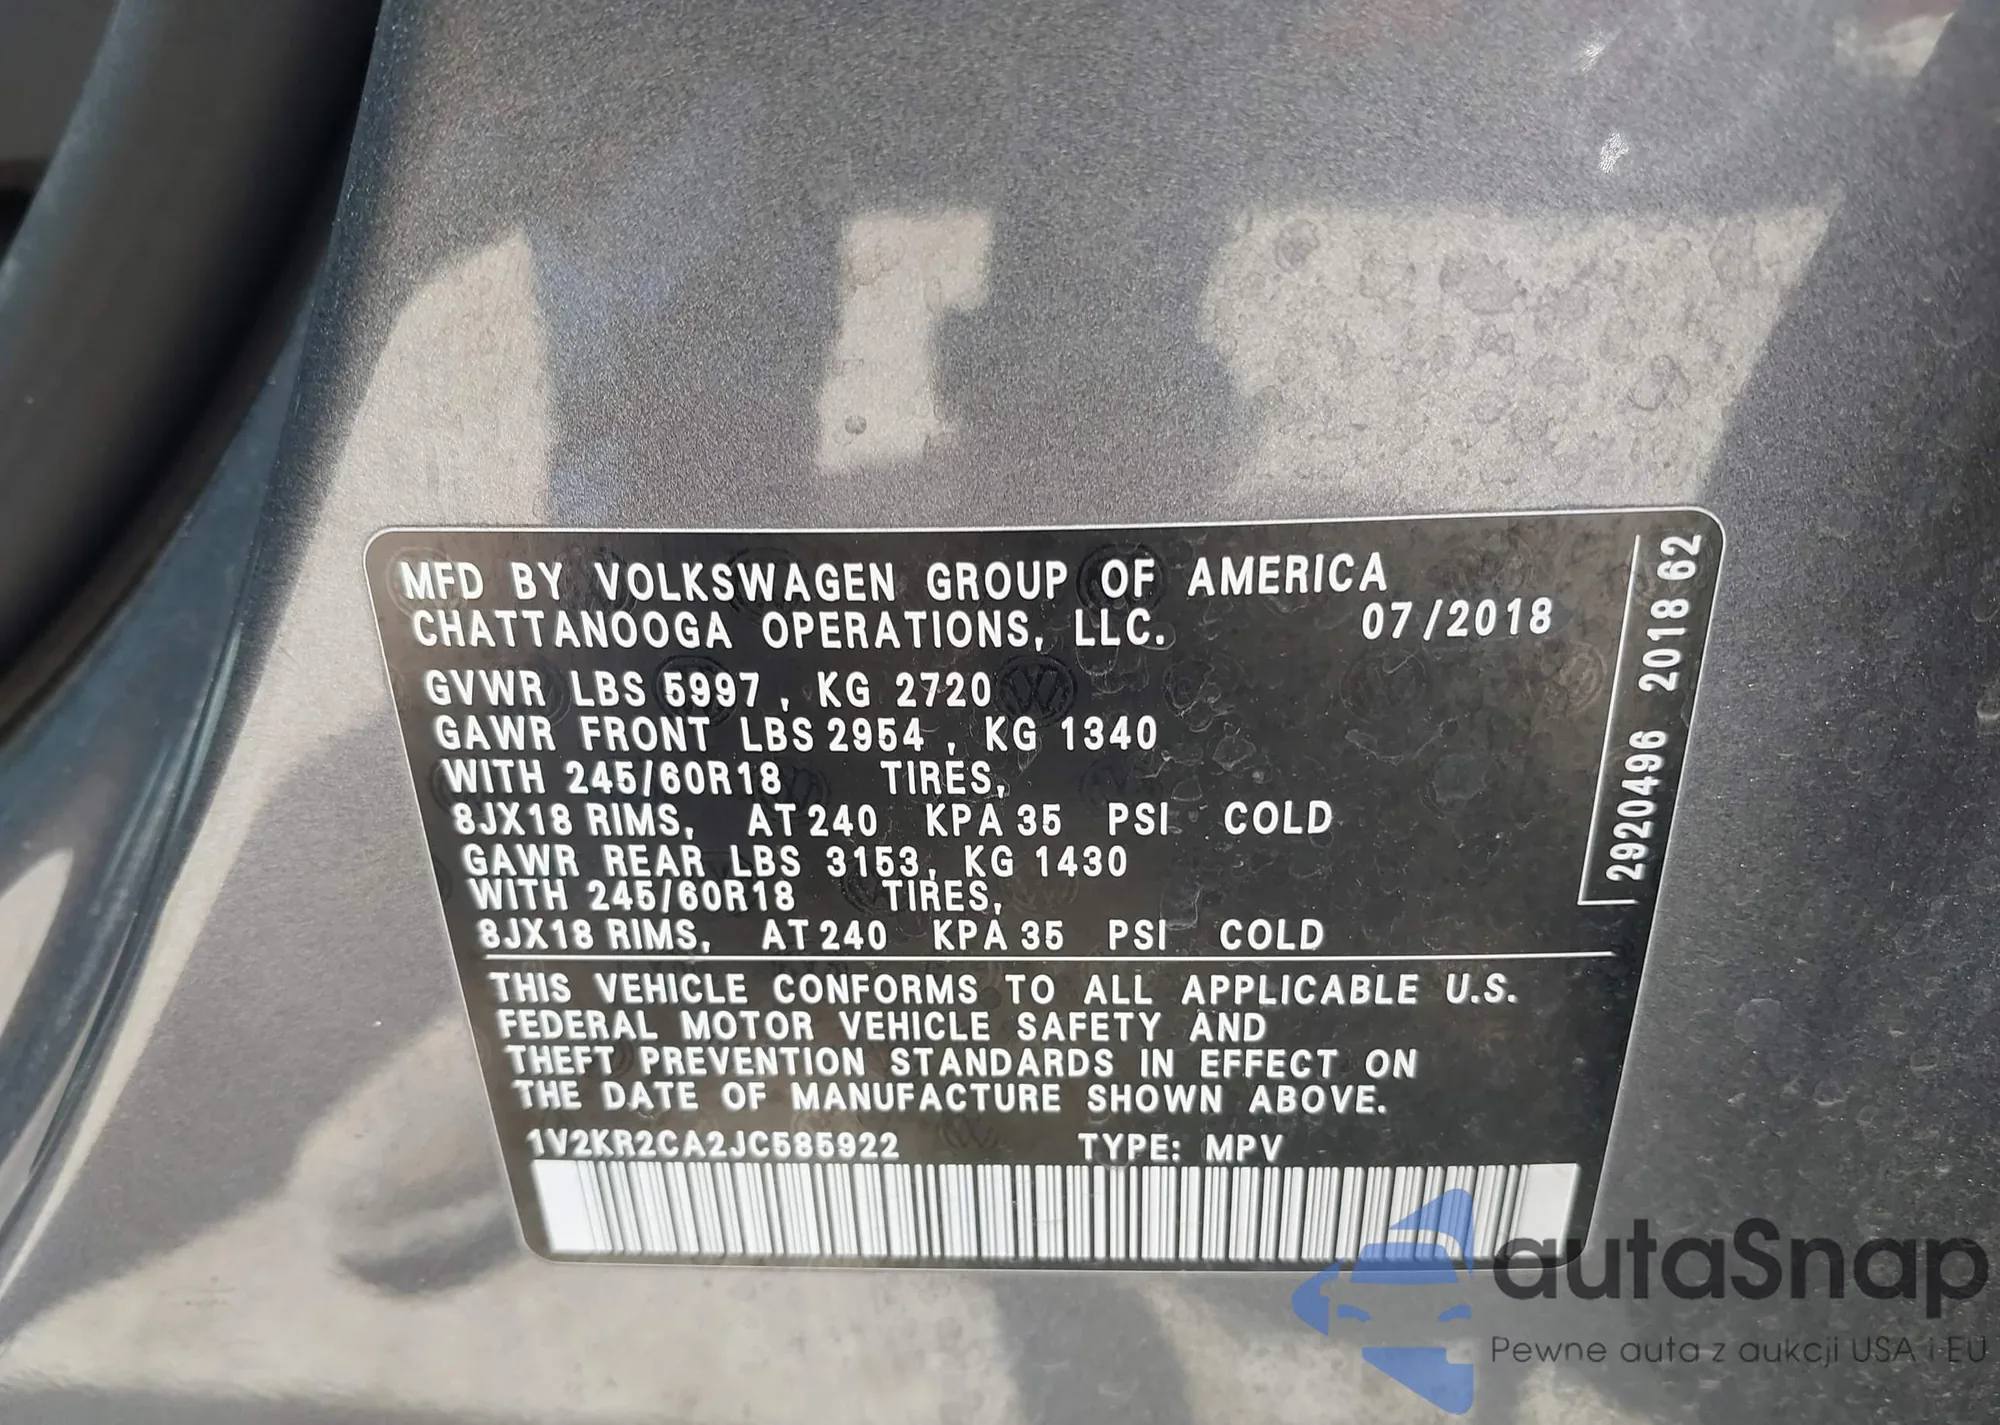 MFD BY VOLKSWAGEN GROUP OF AMERICA
CHATTANOOGA OPERATIONS, LLC. 07/2018
GVWR LBS 5997, KG 2720
GAWR FRONT LBS 2954, KG 1340
WITH 245/60R18 TIRES,
8JX18 RIMS, AT 240 KPA 35 PSI COLD
GAWR REAR LBS 3153, KG 1430
WITH 245/60R18 TIRES,
8JX18 RIMS, AT 240 KPA 35 PSI COLD
THIS VEHICLE CONFORMS TO ALL APPLICABLE U.S.
FEDERAL MOTOR VEHICLE SAFETY AND
THEFT PREVENTION STANDARDS IN EFFECT ON
THE DATE OF MANUFACTURE SHOWN ABOVE.
1V2KR2CA2JC585922 TYPE: MPV
2920496 2018 62
autaSnap
Pewne auta z aukcji USA i EU